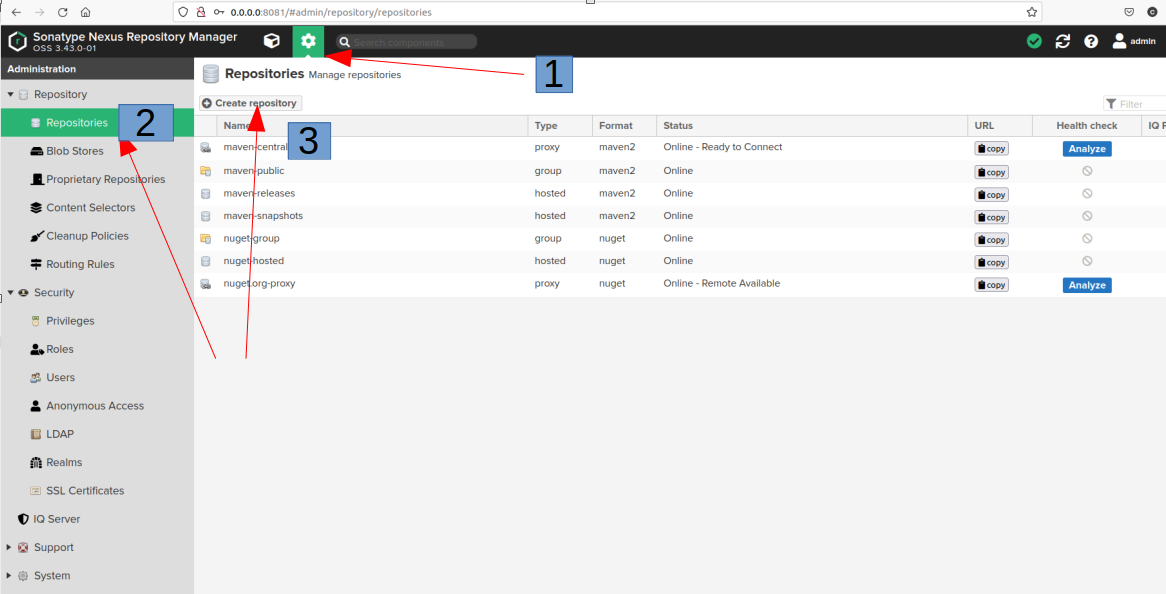 0.0.0.0:8081/#admin/repository/repositories
Sonatype Nexus Repository Manager
OSS 3.43.0-01
Search components
admin
Administration
Repositories Manage repositories
1
Repository
Create repository
Filter
Repositories
2
Blob Stores
Proprietary Repositories
Content Selectors
Cleanup Policies
Routing Rules
Security
Privileges
Roles
Users
Anonymous Access
LDAP
Realms
SSL Certificates
IQ Server
Support
System
3
Name Type Format Status URL Health check IQ
maven-central proxy maven2 Online - Ready to Connect copy Analyze
maven-public group maven2 Online copy
maven-releases hosted maven2 Online copy
maven-snapshots hosted maven2 Online copy
nuget-group group nuget Online copy
nuget-hosted hosted nuget Online copy
nuget.org-proxy proxy nuget Online - Remote Available copy Analyze